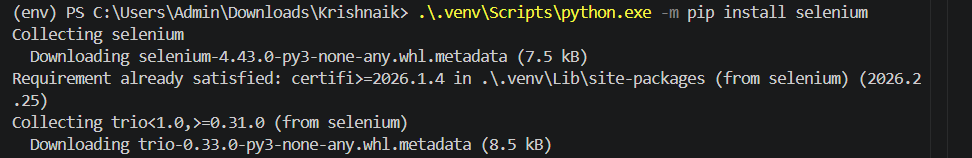 (env) PS C:\Users\Admin\Downloads\Krishnaik> .\.venv\Scripts\python.exe -m pip install selenium
Collecting selenium
  Downloading selenium-4.43.0-py3-none-any.whl.metadata (7.5 kB)
Requirement already satisfied: certifi>=2026.1.4 in .\.venv\Lib\site-packages (from selenium) (2026.2
.25)
Collecting trio<1.0,>=0.31.0 (from selenium)
  Downloading trio-0.33.0-py3-none-any.whl.metadata (8.5 kB)